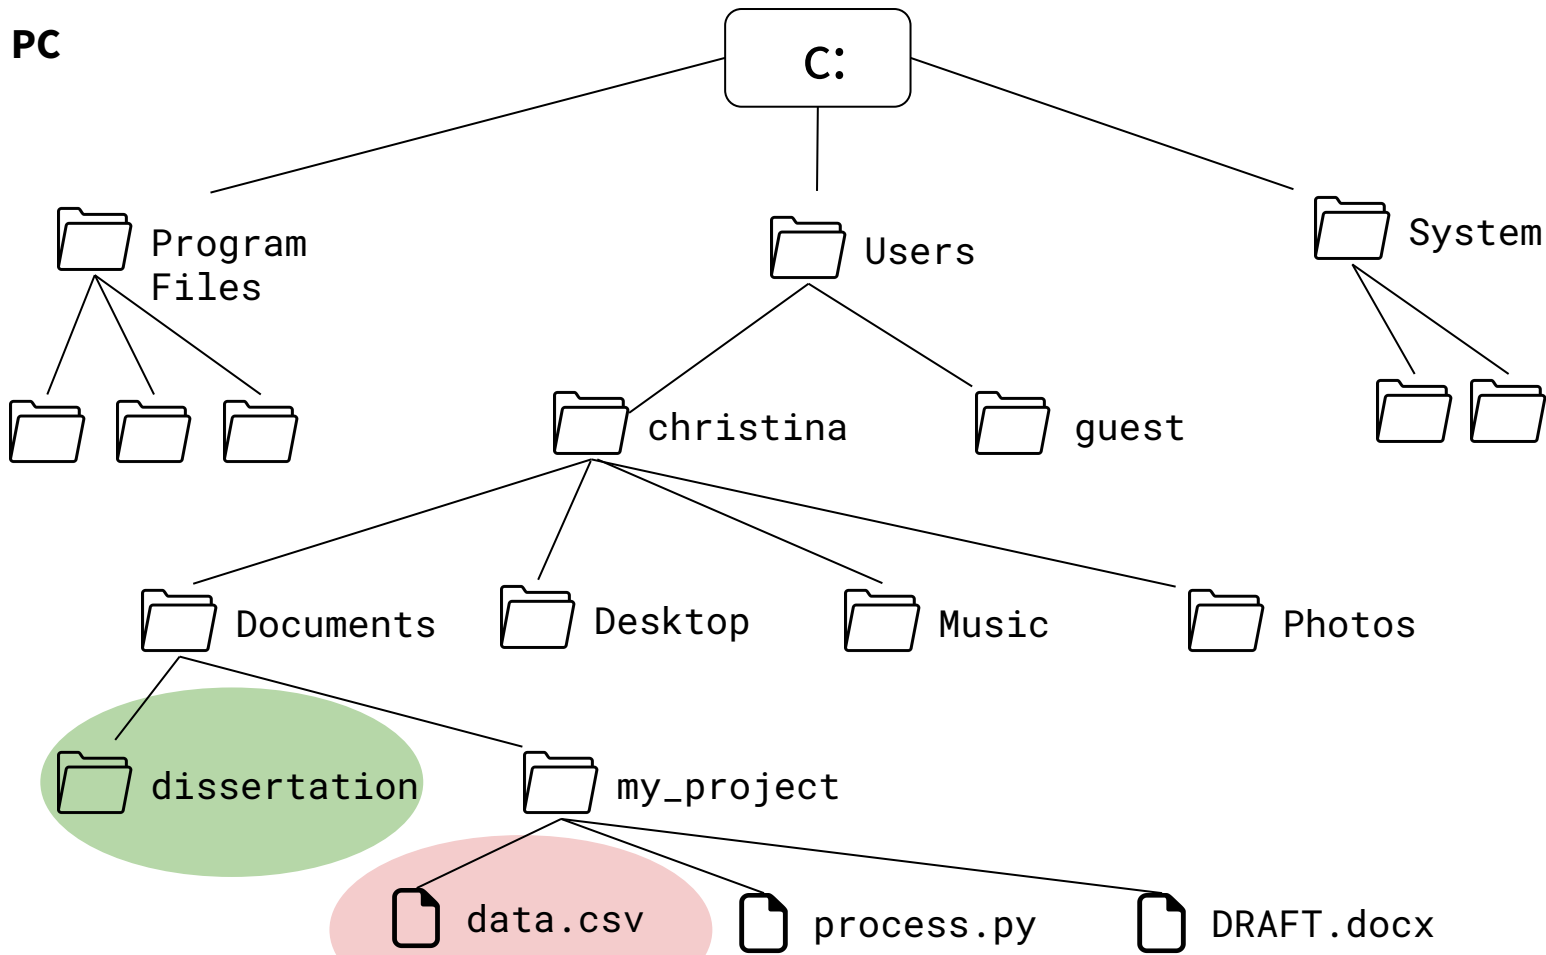 PC
C:
Program
Files
Users
System
christina
guest
Documents
Desktop
Music
Photos
dissertation
my_project
data.csv
process.py
DRAFT.docx